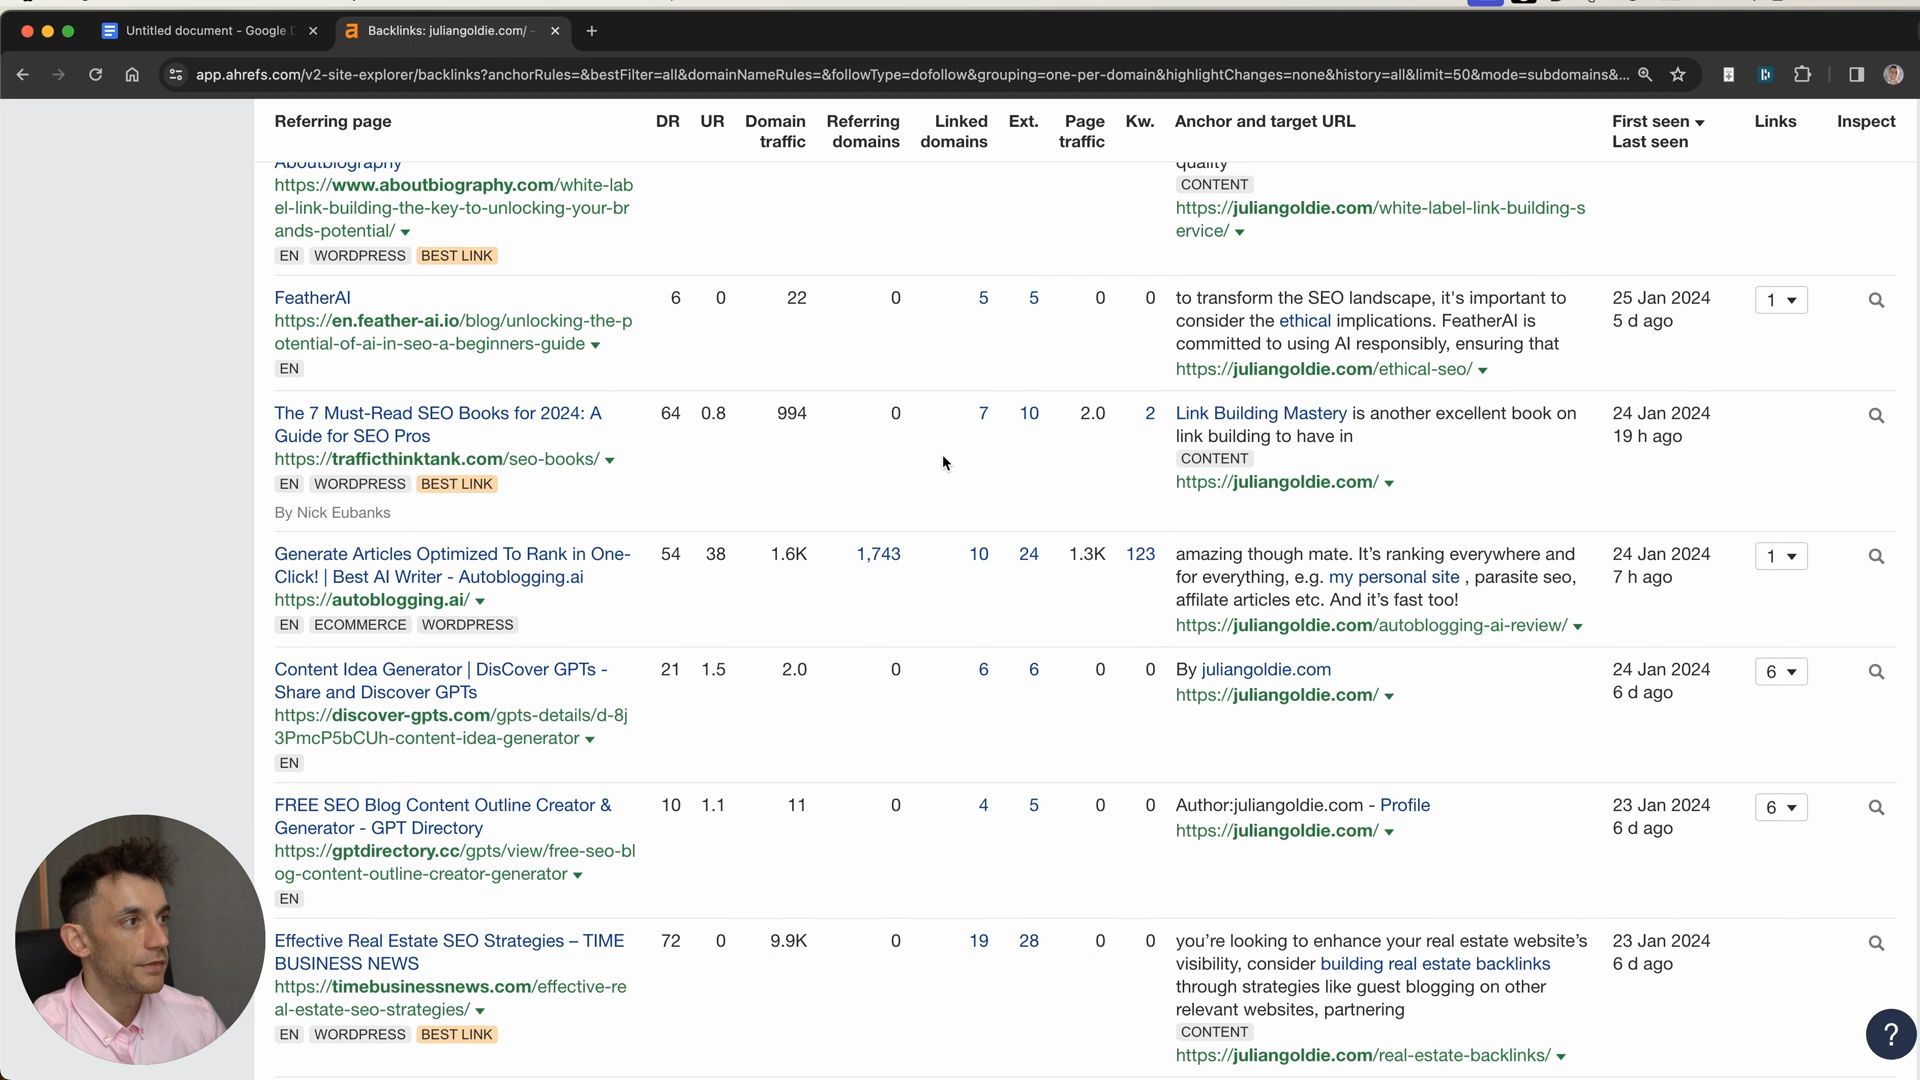 Untitled document - Google
Backlinks: juliangoldie.com/ -
app.ahrefs.com/v2-site-explorer/backlinks?anchorRules=&bestFilter=all&domainNameRules=&followType=dofollow&grouping=one-per-domain&highlightChanges=none&history=all&limit=50&mode=subdomains&...
Referring page DR UR Domain traffic Referring domains Linked domains Ext. Page traffic Kw. Anchor and target URL First seen Last seen Links Inspect
Aboutbiography
https://www.aboutbiography.com/white-lab
el-link-building-the-key-to-unlocking-your-br
ands-potential/
EN WORDPRESS BEST LINK
quality
CONTENT
https://juliangoldie.com/white-label-link-building-s
ervice/
FeatherAI
https://en.feather-ai.io/blog/unlocking-the-p
otential-of-ai-in-seo-a-beginners-guide
EN
6 0 22 0 5 5 0 0
to transform the SEO landscape, it's important to
consider the ethical implications. FeatherAI is
committed to using AI responsibly, ensuring that
https://juliangoldie.com/ethical-seo/
25 Jan 2024
5 d ago
1
The 7 Must-Read SEO Books for 2024: A
Guide for SEO Pros
https://trafficthinktank.com/seo-books/
EN WORDPRESS BEST LINK
By Nick Eubanks
64 0.8 994 0 7 10 2.0 2
Link Building Mastery is another excellent book on
link building to have in
CONTENT
https://juliangoldie.com/
24 Jan 2024
19 h ago
Generate Articles Optimized To Rank in One-
Click! | Best AI Writer - Autoblogging.ai
https://autoblogging.ai/
EN ECOMMERCE WORDPRESS
54 38 1.6K 1,743 10 24 1.3K 123
amazing though mate. It’s ranking everywhere and
for everything, e.g. my personal site , parasite seo,
affilate articles etc. And it’s fast too!
https://juliangoldie.com/autoblogging-ai-review/
24 Jan 2024
7 h ago
1
Content Idea Generator | DisCover GPTs -
Share and Discover GPTs
https://discover-gpts.com/gpts-details/d-8j
3PmcP5bCUh-content-idea-generator
EN
21 1.5 2.0 0 6 6 0 0
By juliangoldie.com
https://juliangoldie.com/
24 Jan 2024
6 d ago
6
FREE SEO Blog Content Outline Creator &
Generator - GPT Directory
https://gptdirectory.cc/gpts/view/free-seo-bl
og-content-outline-creator-generator
EN
10 1.1 11 0 4 5 0 0
Author:juliangoldie.com - Profile
https://juliangoldie.com/
23 Jan 2024
6 d ago
6
Effective Real Estate SEO Strategies – TIME
BUSINESS NEWS
https://timebusinessnews.com/effective-re
al-estate-seo-strategies/
EN WORDPRESS BEST LINK
72 0 9.9K 0 19 28 0 0
you’re looking to enhance your real estate website’s
visibility, consider building real estate backlinks
through strategies like guest blogging on other
relevant websites, partnering
CONTENT
https://juliangoldie.com/real-estate-backlinks/
23 Jan 2024
6 d ago
?